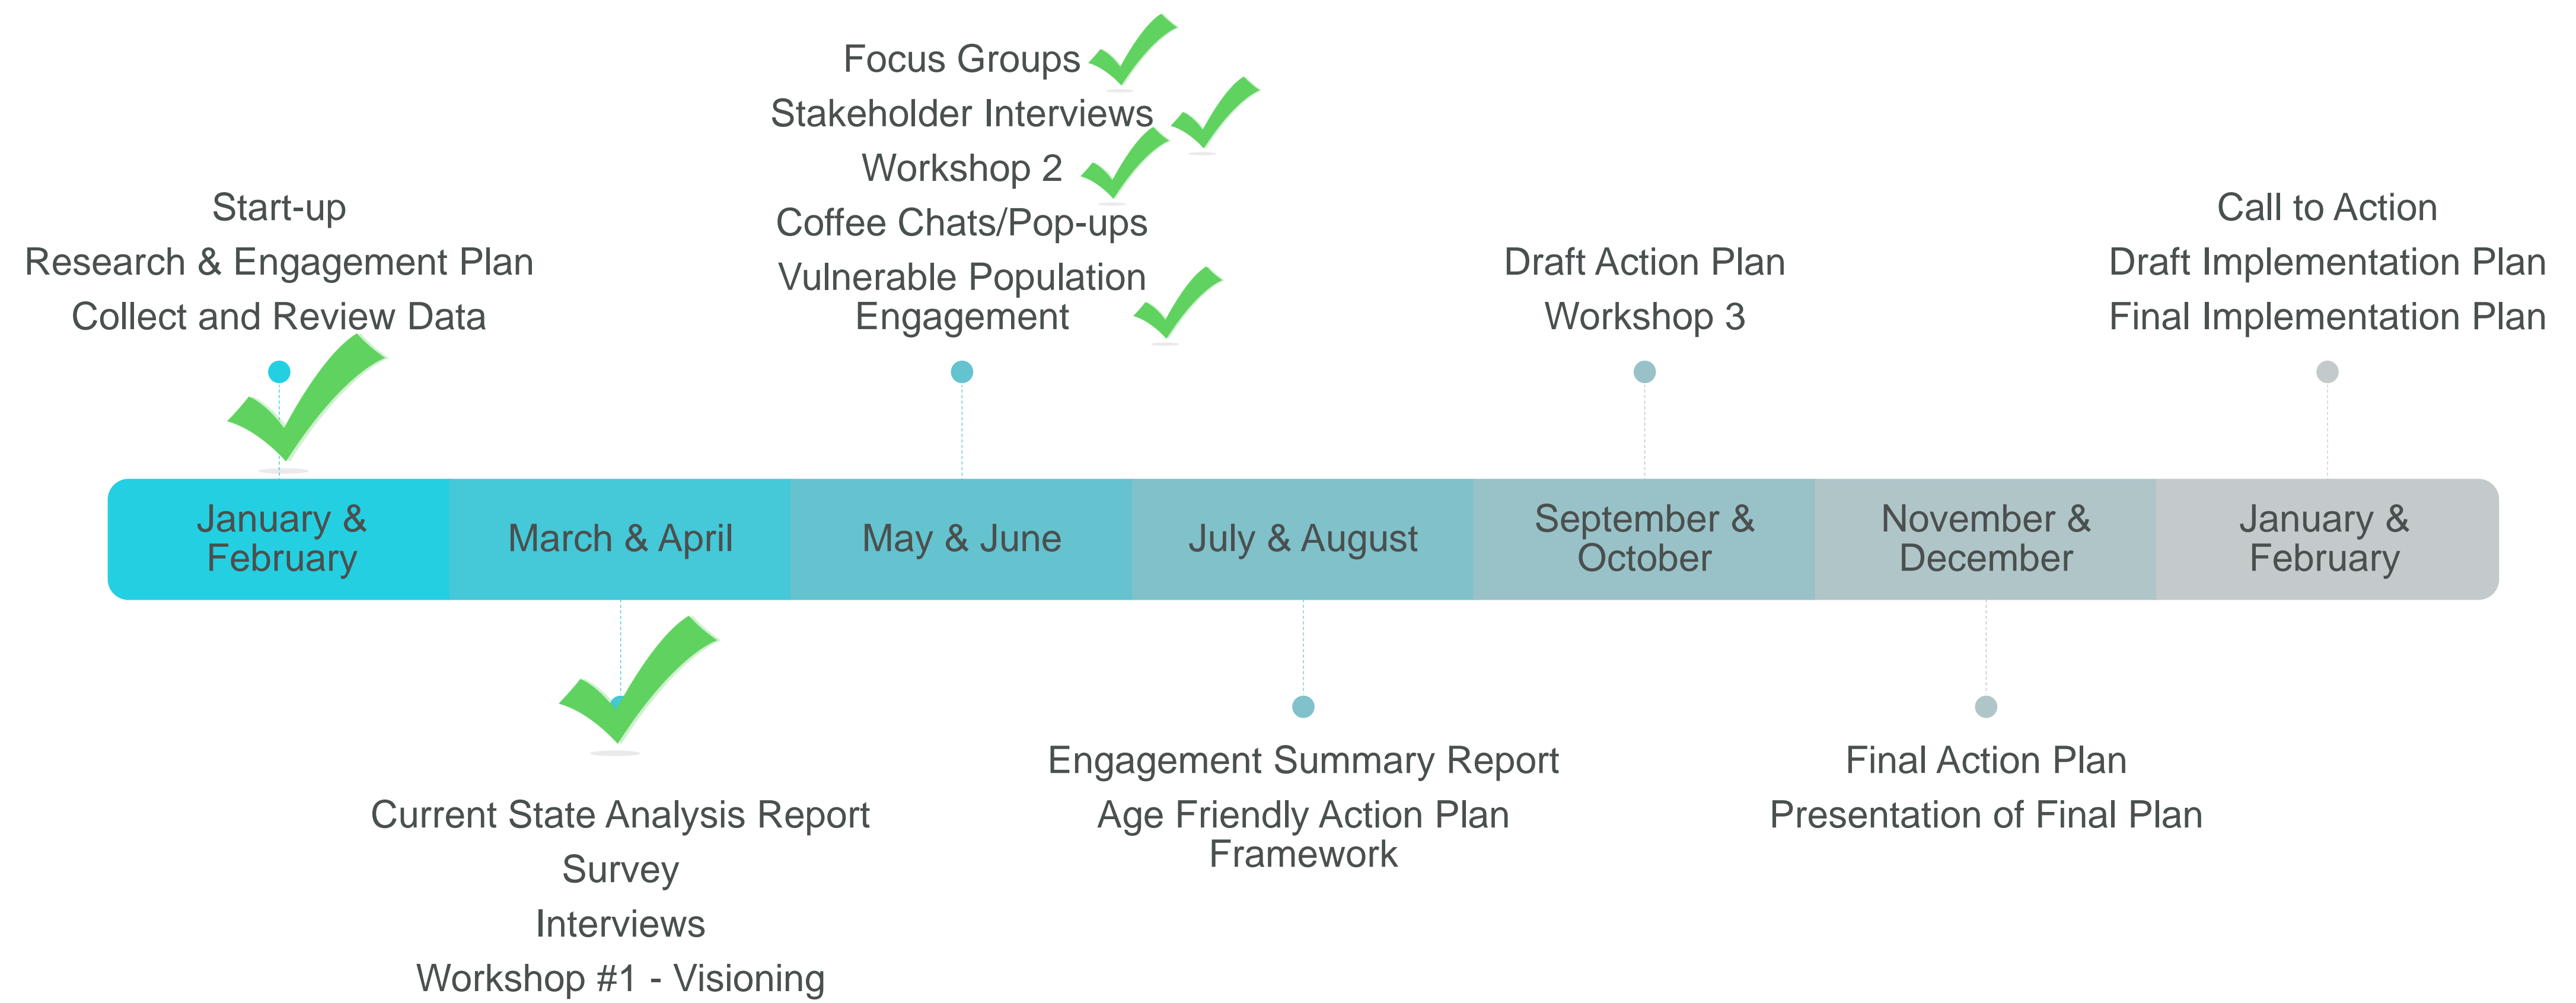 Focus Groups
Stakeholder Interviews
Workshop 2
Coffee Chats/Pop-ups
Vulnerable Population
Engagement
Start-up
Research & Engagement Plan
Collect and Review Data
Draft Action Plan
Workshop 3
Call to Action
Draft Implementation Plan
Final Implementation Plan
January &
February
March & April
May & June
July & August
September &
October
November &
December
January &
February
Current State Analysis Report
Survey
Interviews
Workshop #1 - Visioning
Engagement Summary Report
Age Friendly Action Plan
Framework
Final Action Plan
Presentation of Final Plan